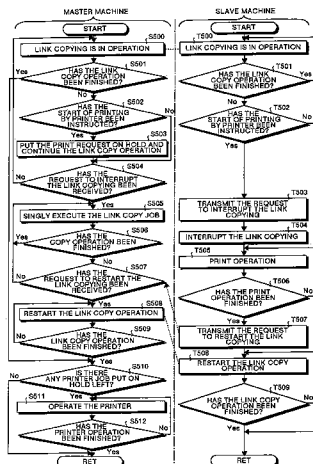 MASTER MACHINE
START
S500
LINK COPYING IS IN OPERATION
S501
Yes
HAS THE LINK
COPY OPERATION
BEEN FINISHED?
No
S502
HAS THE
START OF PRINTING
BY PRINTER BEEN
INSTRUCTED?
No
Yes
S503
PUT THE PRINT REQUEST ON HOLD AND
CONTINUE THE LINK COPY OPERATION
S504
HAS THE
REQUEST TO INTERRUPT
THE LINK COPYING BEEN
RECEIVED?
No
Yes
S505
SINGLY EXECUTE THE LINK COPY JOB
S506
Yes
HAS THE
COPY OPERATION BEEN
FINISHED?
No
S507
HAS THE
REQUEST TO RESTART THE
LINK COPYING BEEN
RECEIVED?
No
Yes
S508
RESTART THE LINK COPY OPERATION
S509
HAS THE
LINK COPY OPERATION
BEEN FINISHED?
No
Yes
S510
IS THERE
ANY PRINTER JOB PUT ON
HOLD LEFT?
No
Yes
S511
OPERATE THE PRINTER
S512
HAS THE
PRINTER OPERATION
BEEN FINISHED?
No
Yes
RET
SLAVE MACHINE
START
T500
LINK COPYING IS IN OPERATION
T501
HAS THE LINK
COPY OPERATION
BEEN FINISHED?
Yes
No
T502
HAS THE
START OF PRINTING
BY PRINTER BEEN
INSTRUCTED?
No
Yes
T503
TRANSMIT THE REQUEST
TO INTERRUPT THE LINK
COPYING
T504
INTERRUPT THE LINK COPYING
T505
PRINT OPERATION
T506
HAS THE PRINT
OPERATION BEEN
FINISHED?
No
Yes
T507
TRANSMIT THE REQUEST
TO RESTART THE LINK
COPYING
T508
RESTART THE LINK COPY
OPERATION
T509
HAS THE
LINK COPY OPERATION
BEEN FINISHED?
No
Yes
RET